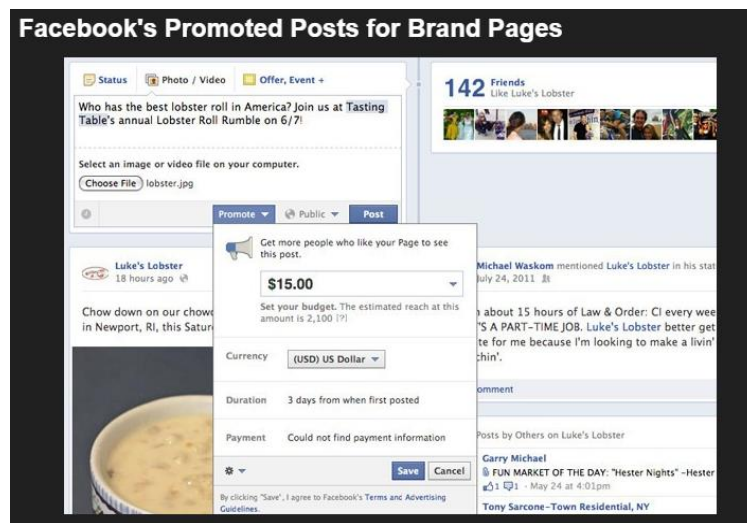 Facebook's Promoted Posts for Brand Pages
Status Photo / Video Offer, Event +
Who has the best lobster roll in America? Join us at Tasting
Table's annual Lobster Roll Rumble on 6/7!
Select an image or video file on your computer.
Choose File lobster.jpg
Promote Public Post
142 Friends
Like Luke's Lobster
Get more people who like your Page to see
this post.
$15.00
Set your budget. The estimated reach at this
amount is 2,100 [?]
Currency (USD) US Dollar
Duration 3 days from when first posted
Payment Could not find payment information
Save Cancel
By clicking "Save", I agree to Facebook's Terms and Advertising
Guidelines.
Luke's Lobster
18 hours ago
Chow down on our chow
in Newport, RI, this Satur
Michael Waskom mentioned Luke's Lobster in his stat
July 24, 2011
about 15 hours of Law & Order: CI every wee
'S A PART-TIME JOB. Luke's Lobster better get
te for me because I'm looking to make a livin'
chin'.
omment
Posts by Others on Luke's Lobster
Garry Michael
FUN MARKET OF THE DAY: "Hester Nights" -Hester
1 1 · May 24 at 4:01pm
Tony Sarcone-Town Residential, NY